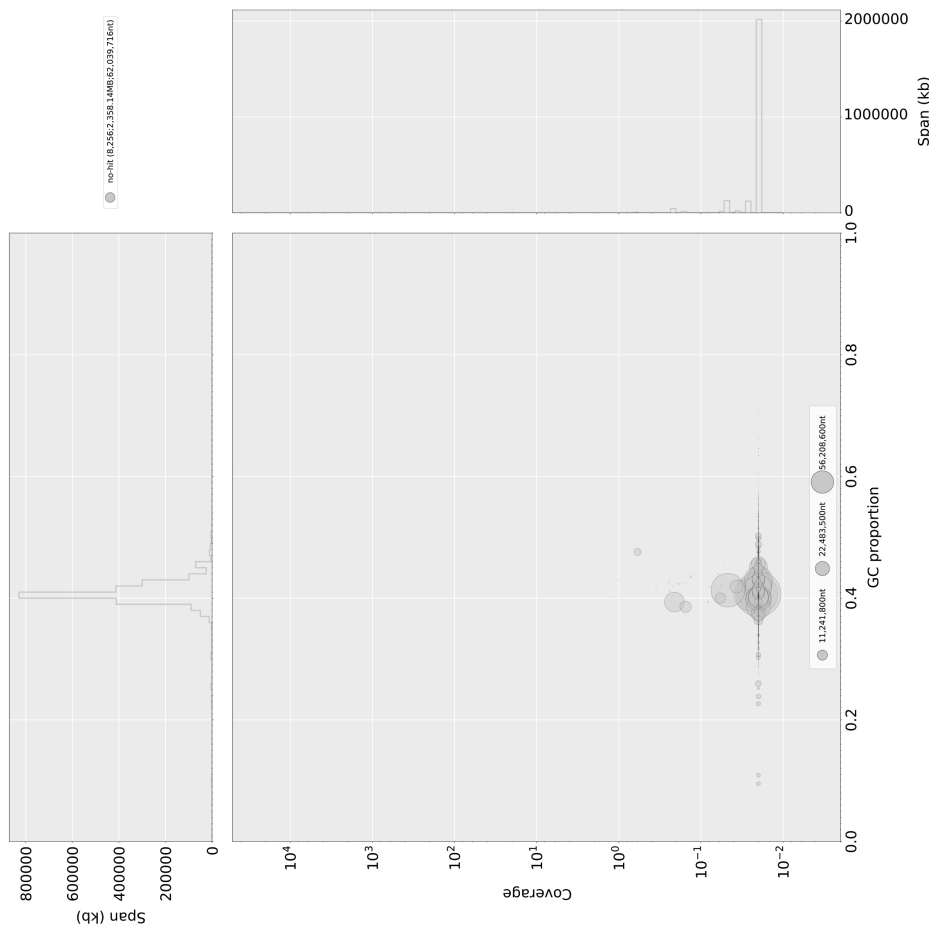 no-hit (8,256;2,358.14MB;62,039,716nt)
2000000
1000000
0
Span (kb)
800000
600000
400000
200000
0
Span (kb)
10⁴
10³
10²
10¹
10⁰
10⁻¹
10⁻²
Coverage
1.0
0.8
0.6
0.4
0.2
0.0
GC proportion
11,241,800nt
22,483,500nt
56,208,600nt